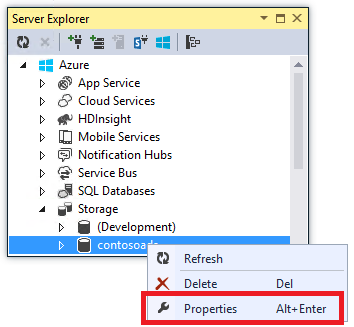 Server Explorer
Azure
App Service
Cloud Services
HDInsight
Mobile Services
Notification Hubs
Service Bus
SQL Databases
Storage
(Development)
Refresh
Delete Del
Properties Alt+Enter